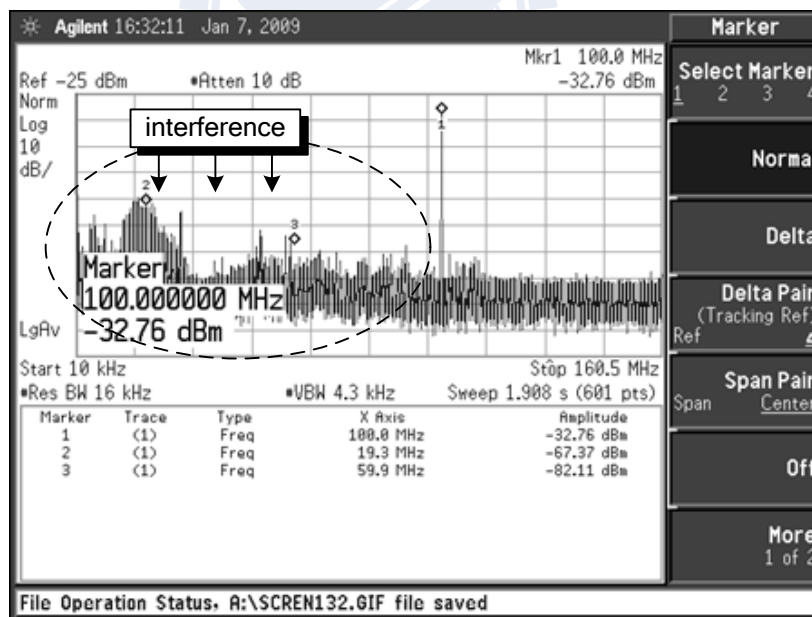 Agilent 16:32:11 Jan 7, 2009
Mkr1 100.0 MHz
Ref -25 dBm *Atten 10 dB -32.76 dBm
Norm
Log
10
dB/
interference
1
2
3
Marker
100.000000 MHz
-32.76 dBm
LgAv
Start 10 kHz Stop 160.5 MHz
*Res BW 16 kHz *VBW 4.3 kHz Sweep 1.908 s (601 pts)
Marker Trace Type X Axis Amplitude
1 (1) Freq 100.0 MHz -32.76 dBm
2 (1) Freq 19.3 MHz -67.37 dBm
3 (1) Freq 59.9 MHz -82.11 dBm
File Operation Status, A:\SCREN132.GIF file saved
Marker
Select Marker
1 2 3 4
Norma
Delta
Delta Pair
(Tracking Ref)
Ref
Span Pair
Span Center
Off
More
1 of 2